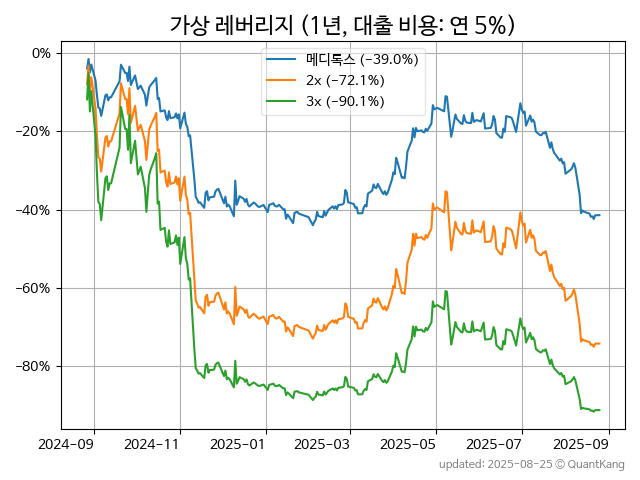 가상 레버리지 (1년, 대출 비용: 연 5%)
메디톡스 (−39.0%)
2x (−72.1%)
3x (−90.1%)
0%
−20%
−40%
−60%
−80%
2024-09 2024-11 2025-01 2025-03 2025-05 2025-07 2025-09
updated: 2025-08-25 © QuantKang